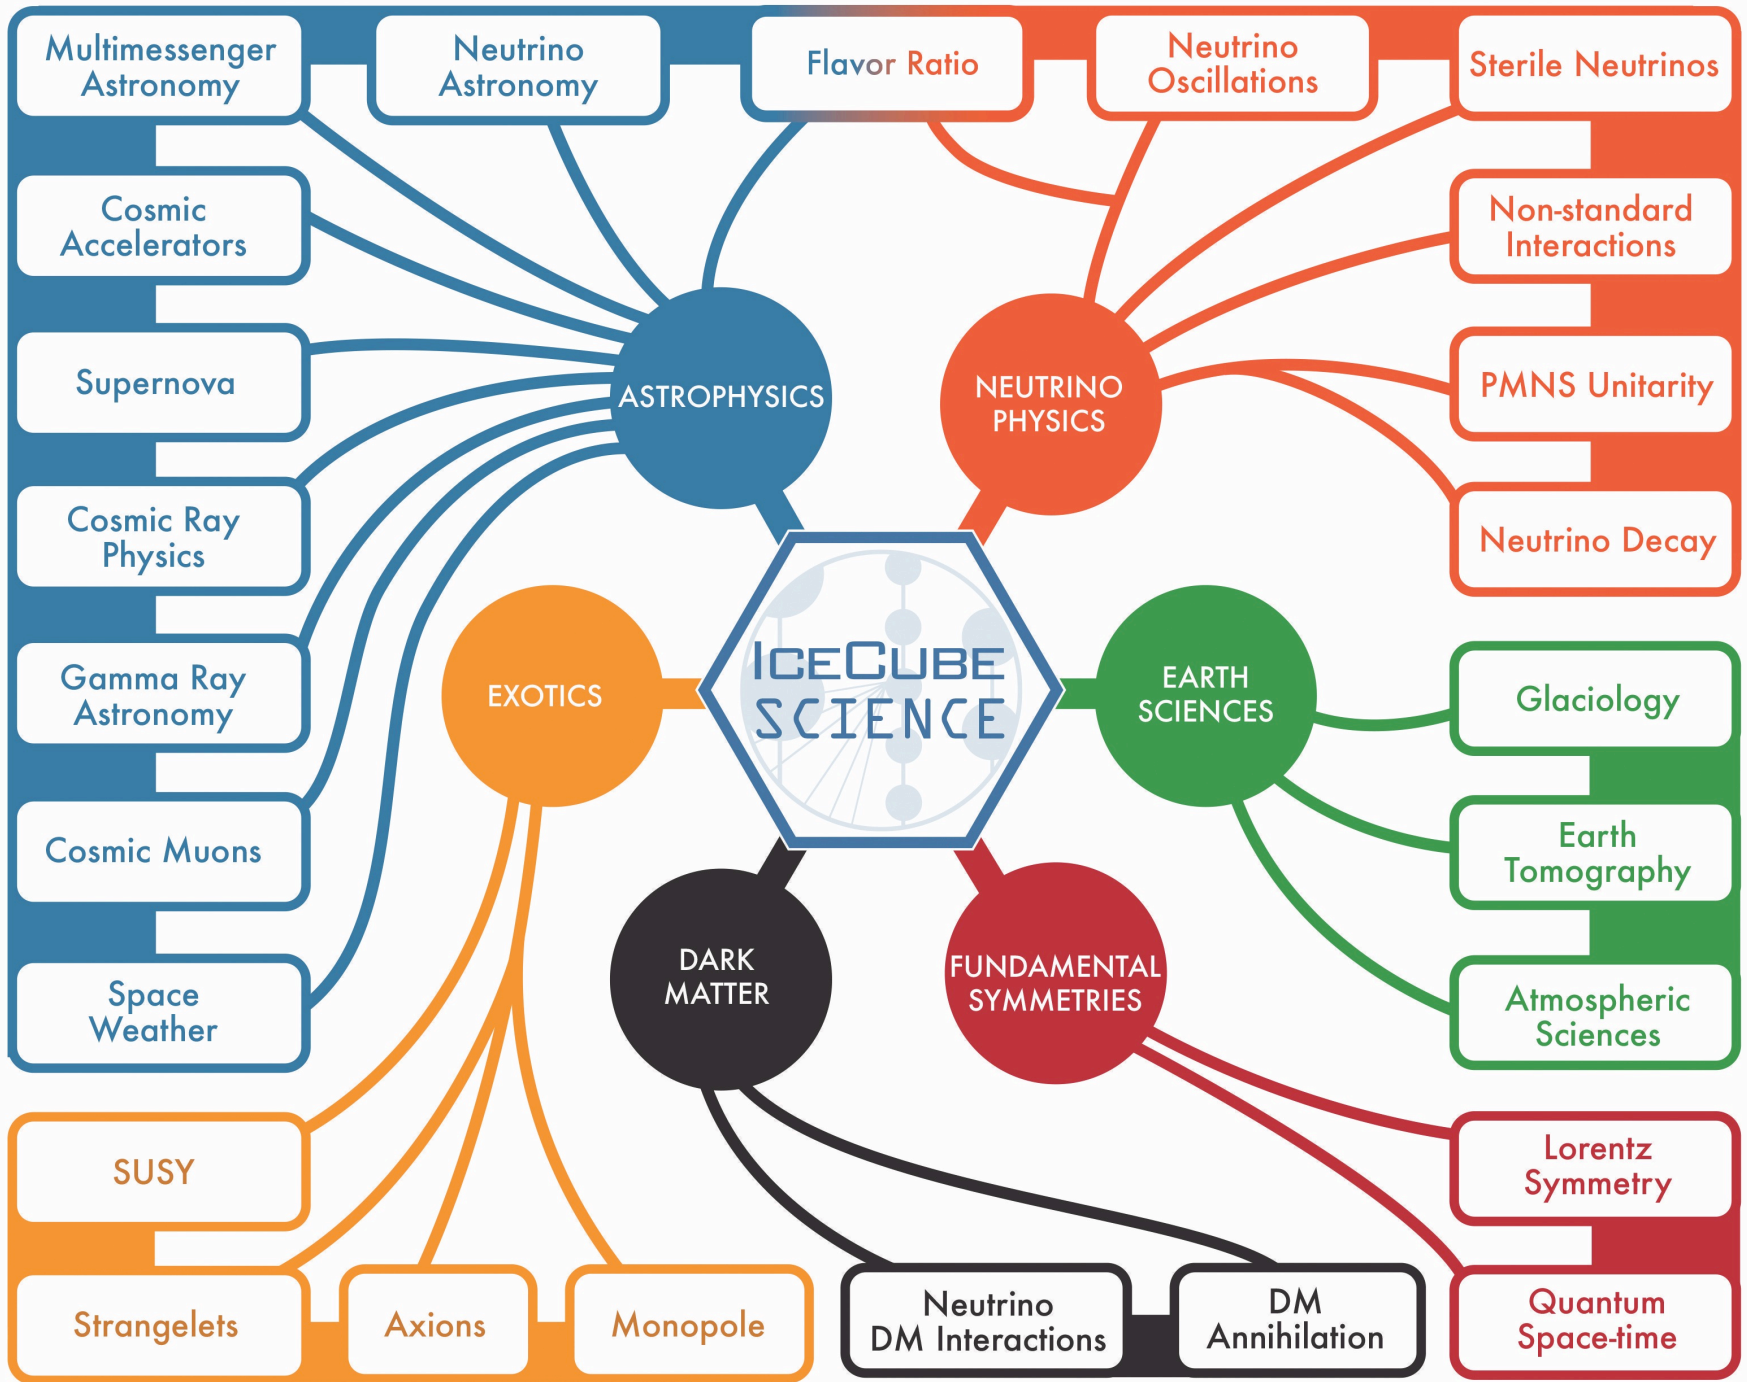 Multimessenger
Astronomy
Neutrino
Astronomy
Flavor Ratio
Neutrino
Oscillations
Sterile Neutrinos
Cosmic
Accelerators
Non-standard
Interactions
Supernova
ASTROPHYSICS
NEUTRINO
PHYSICS
PMNS Unitarity
Cosmic Ray
Physics
Neutrino Decay
Gamma Ray
Astronomy
EXOTICS
ICECUBE
SCIENCE
EARTH
SCIENCES
Glaciology
Cosmic Muons
Earth
Tomography
Space
Weather
DARK
MATTER
FUNDAMENTAL
SYMMETRIES
Atmospheric
Sciences
SUSY
Lorentz
Symmetry
Strangelets
Axions
Monopole
Neutrino
DM Interactions
DM
Annihilation
Quantum
Space-time